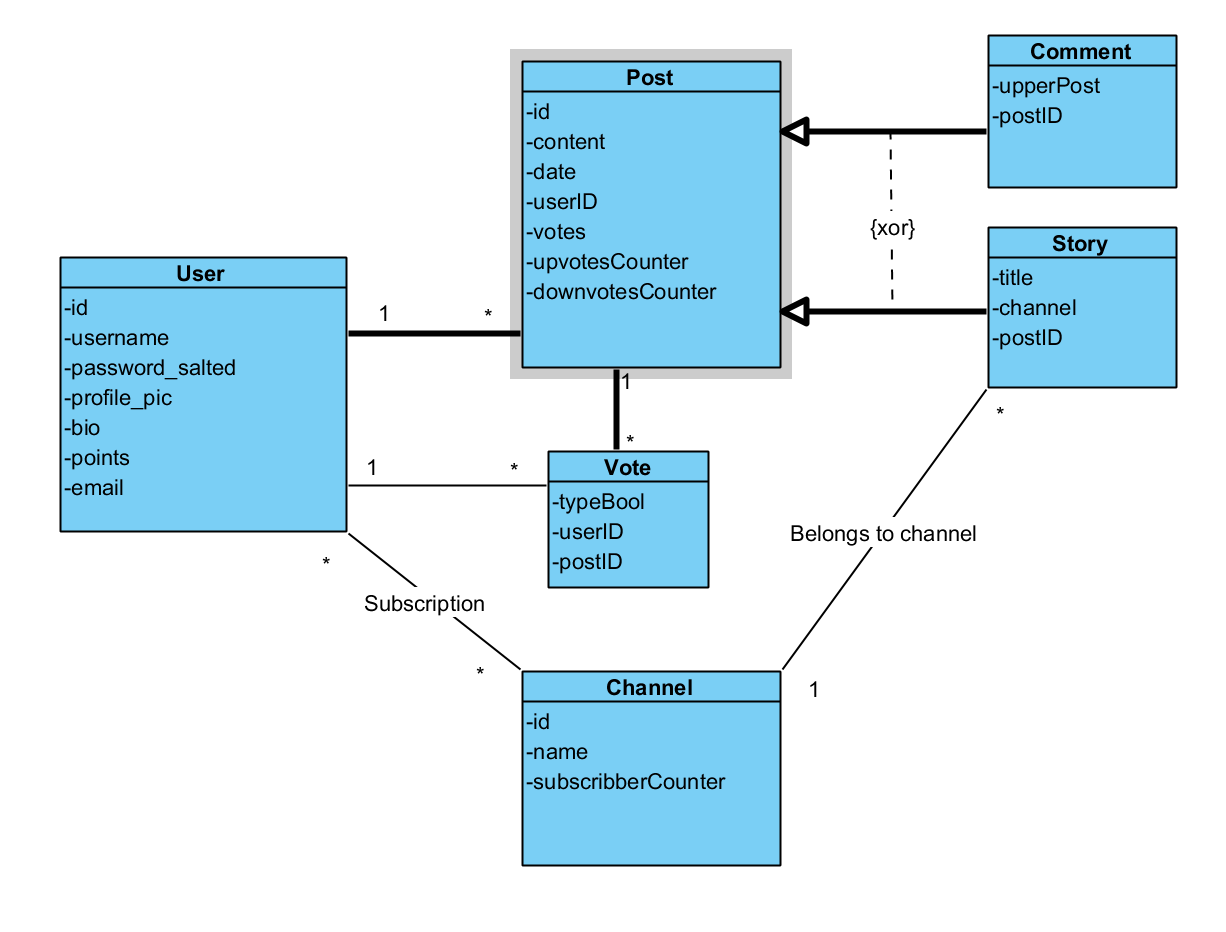 Post
-id
-content
-date
-userID
-votes
-upvotesCounter
-downvotesCounter
Comment
-upperPost
-postID
{xor}
Story
-title
-channel
-postID
User
-id
-username
-password_salted
-profile_pic
-bio
-points
-email
1
*
1
*
1
*
Vote
-typeBool
-userID
-postID
*
Subscription
*
*
Belongs to channel
1
Channel
-id
-name
-subscribberCounter